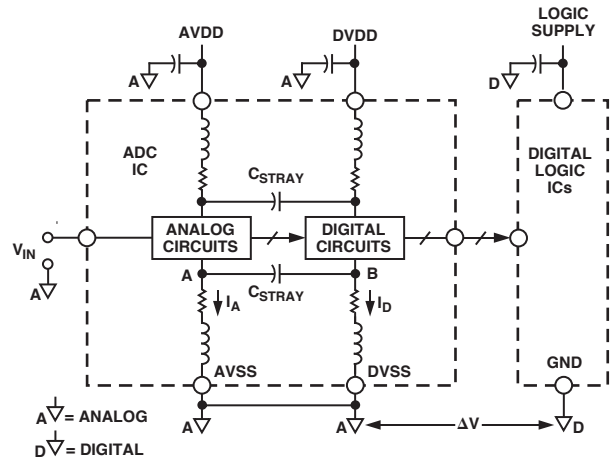 AVDD
DVDD
LOGIC
SUPPLY
A
A
D
ADC
IC
DIGITAL
LOGIC
ICs
CSTRAY
VIN
ANALOG
CIRCUITS
DIGITAL
CIRCUITS
A
A
B
CSTRAY
IA
ID
AVSS
DVSS
GND
A = ANALOG
A
A
ΔV
D
D = DIGITAL